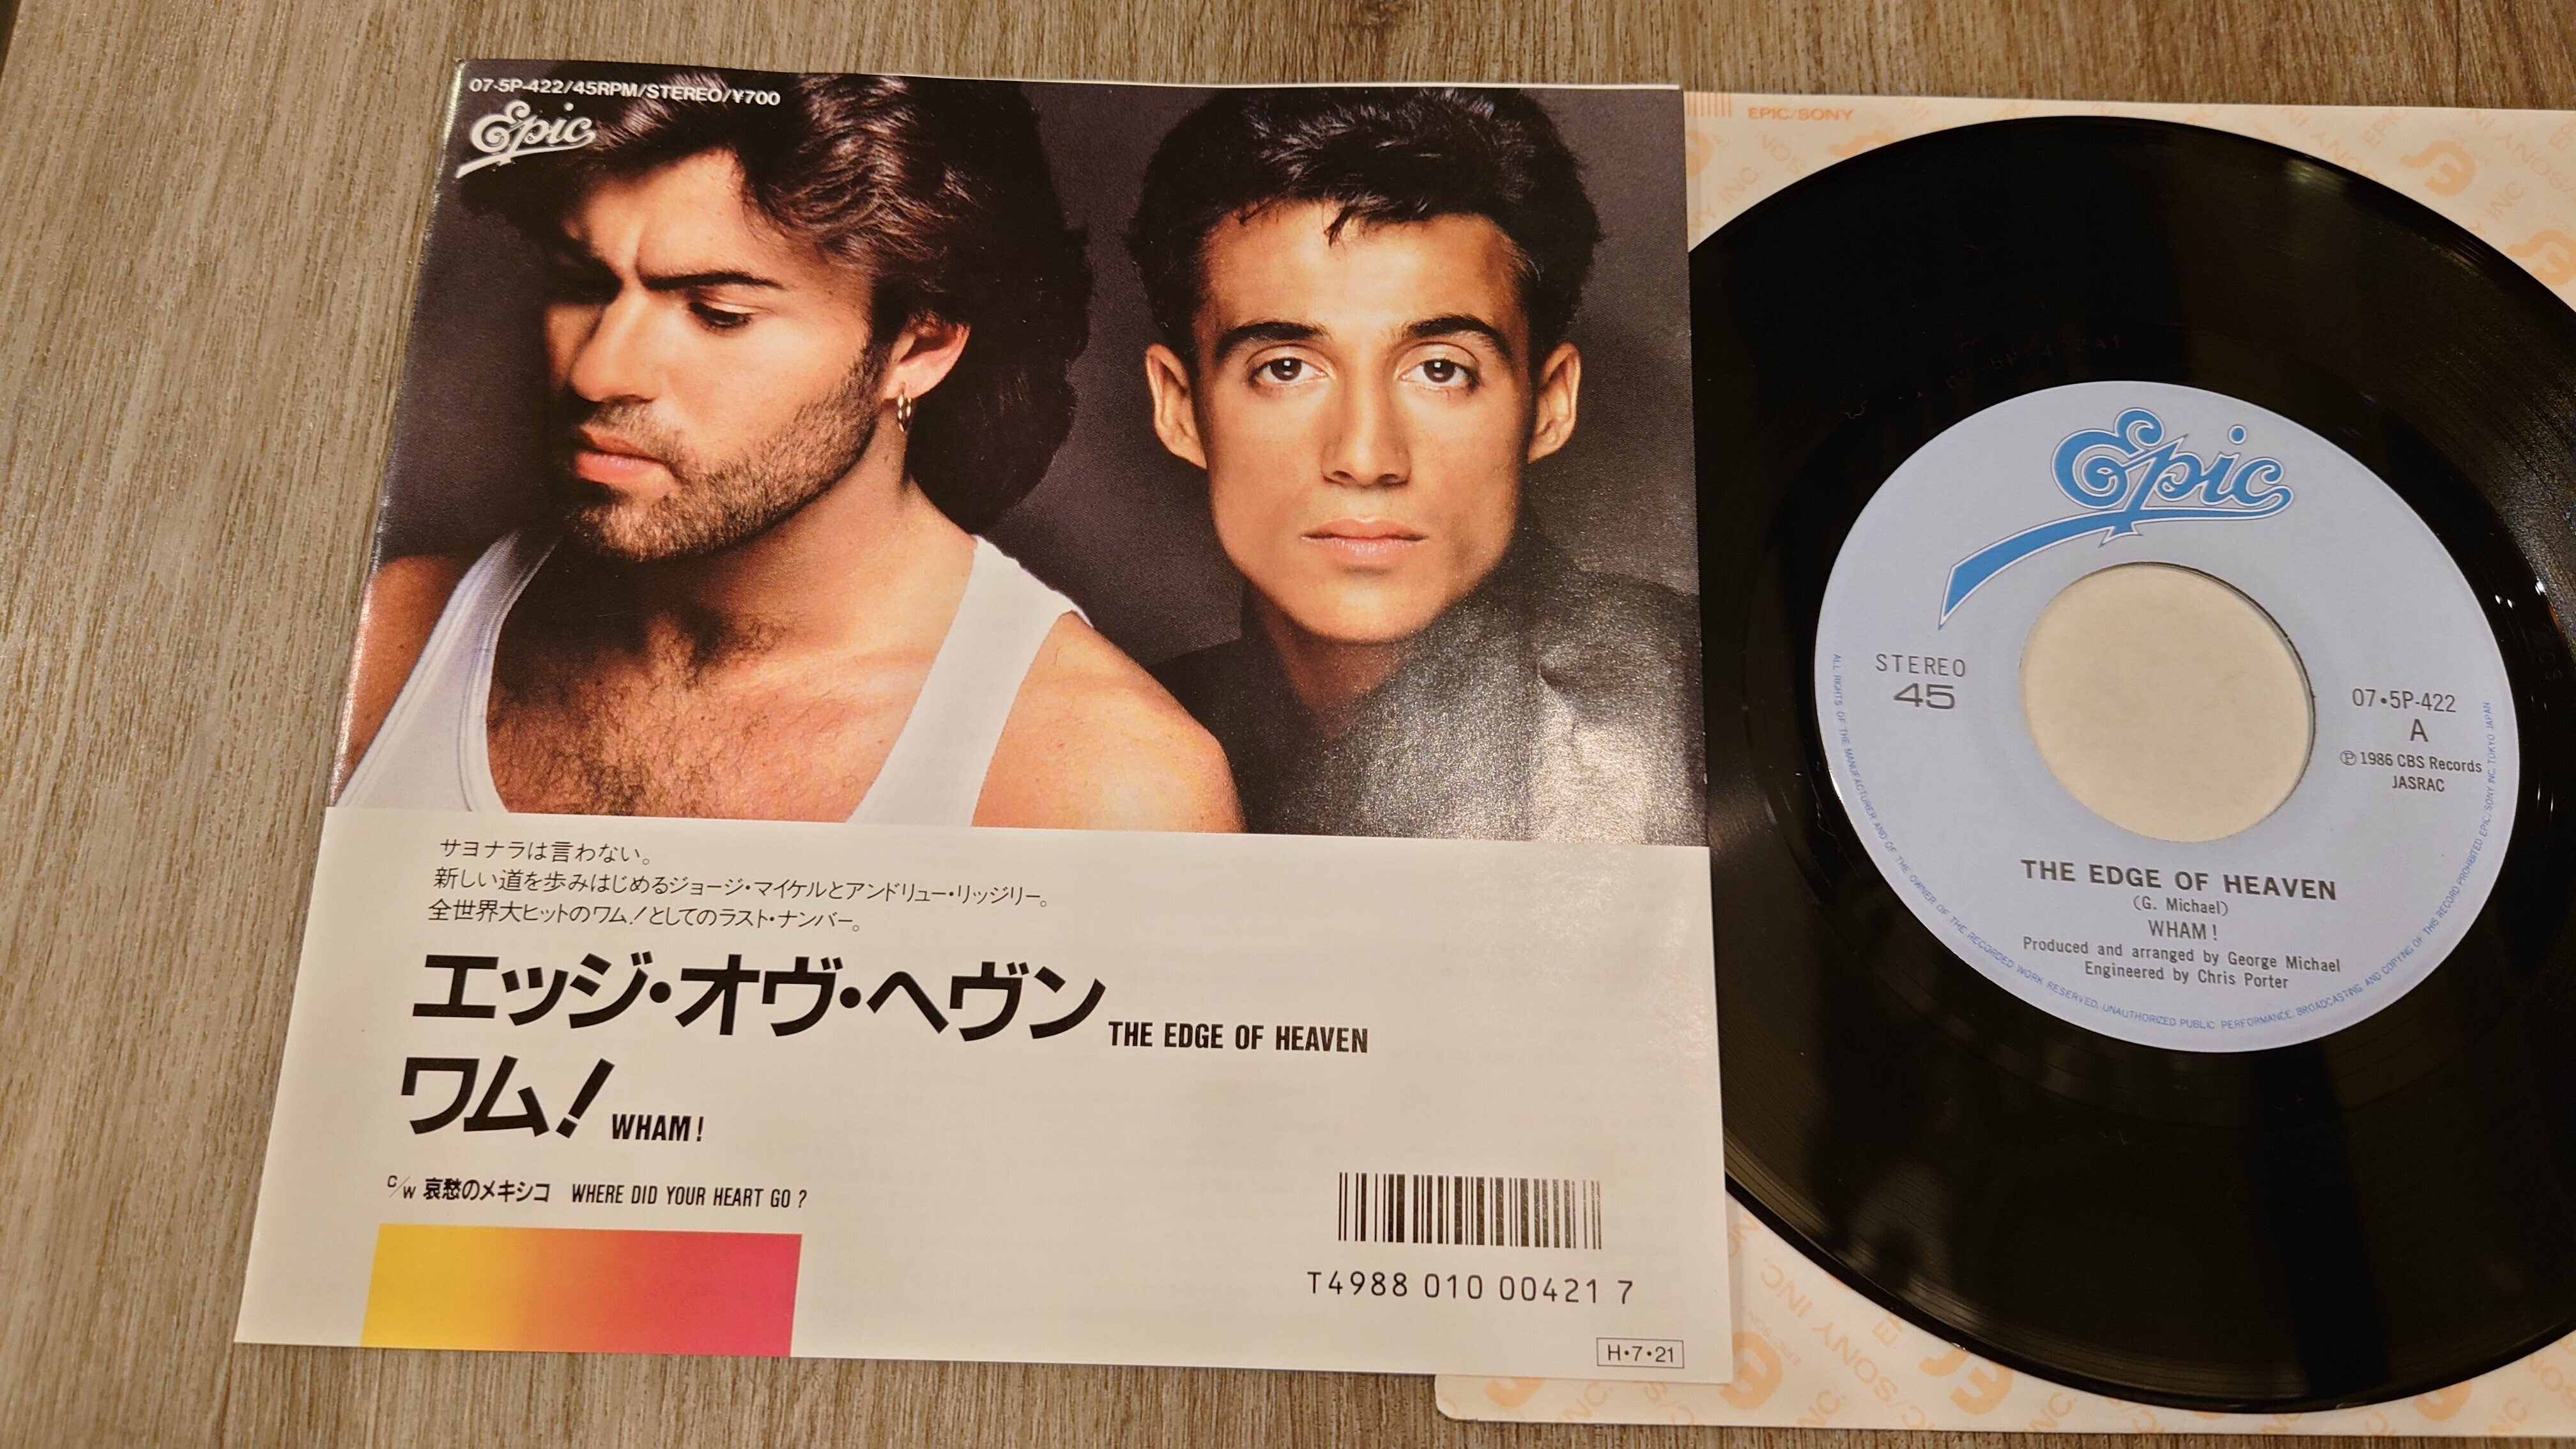 07·5P-422/45RPM/STEREO/¥700
Epic
サヨナラは言わない。
新しい道を歩みはじめるジョージ・マイケルとアンドリュー・リッジリー。
全世界大ヒットのワム!としてのラスト・ナンバー。
エッジ・オヴ・ヘヴン THE EDGE OF HEAVEN
ワム! WHAM!
C/W 哀愁のメキシコ WHERE DID YOUR HEART GO ?
T4988 010 00421 7
H・7・21
EPIC/SONY
Epic
STEREO
45
07・5P-422
A
Ⓟ 1986 CBS Records
JASRAC
THE EDGE OF HEAVEN
(G. Michael)
WHAM!
Produced and arranged by George Michael
Engineered by Chris Porter
ALL RIGHTS OF THE MANUFACTURER AND OF THE OWNER OF THE RECORDED WORK RESERVED. UNAUTHORIZED PUBLIC PERFORMANCE. BROADCASTING AND COPYING OF THIS RECORD PROHIBITED EPIC/SONY INC. TOKYO JAPAN